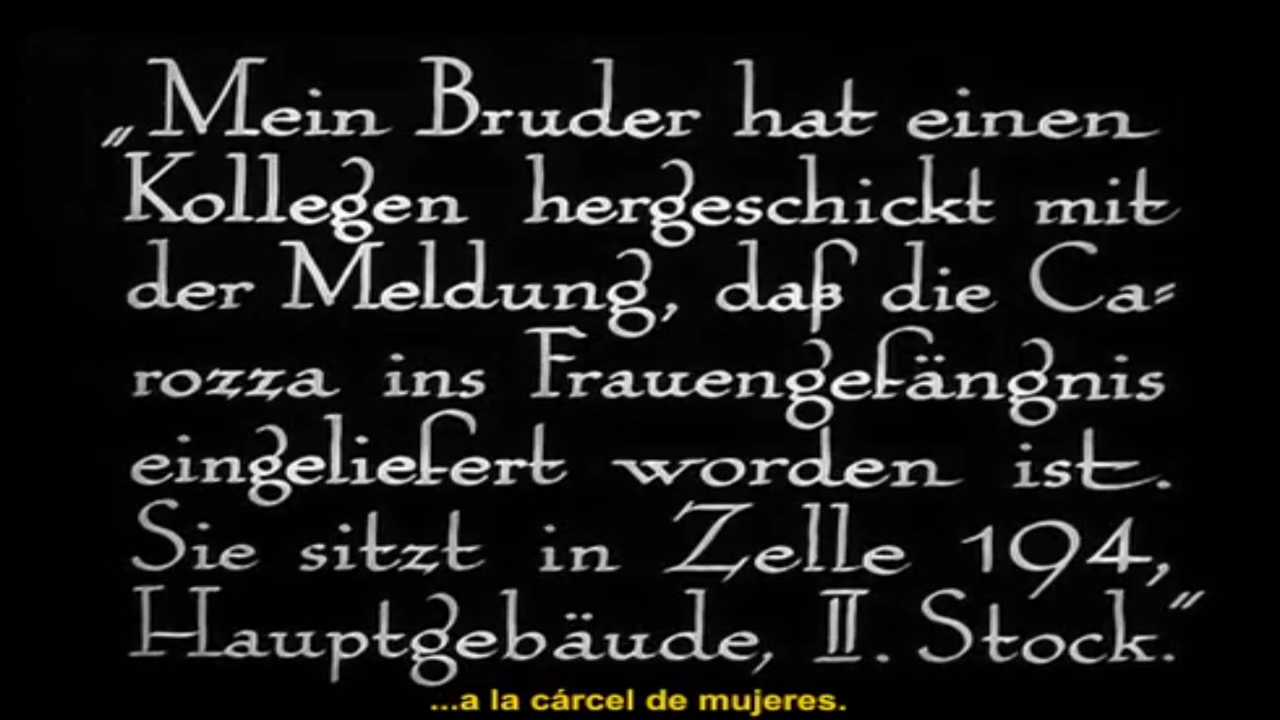 „Mein Bruder hat einen
Kollegen hergeschickt mit
der Meldung, daß die Ca-
rozza ins Frauengefängnis
eingeliefert worden ist.
Sie sitzt in Zelle 194,
Hauptgebäude, II. Stock.“
...a la cárcel de mujeres.